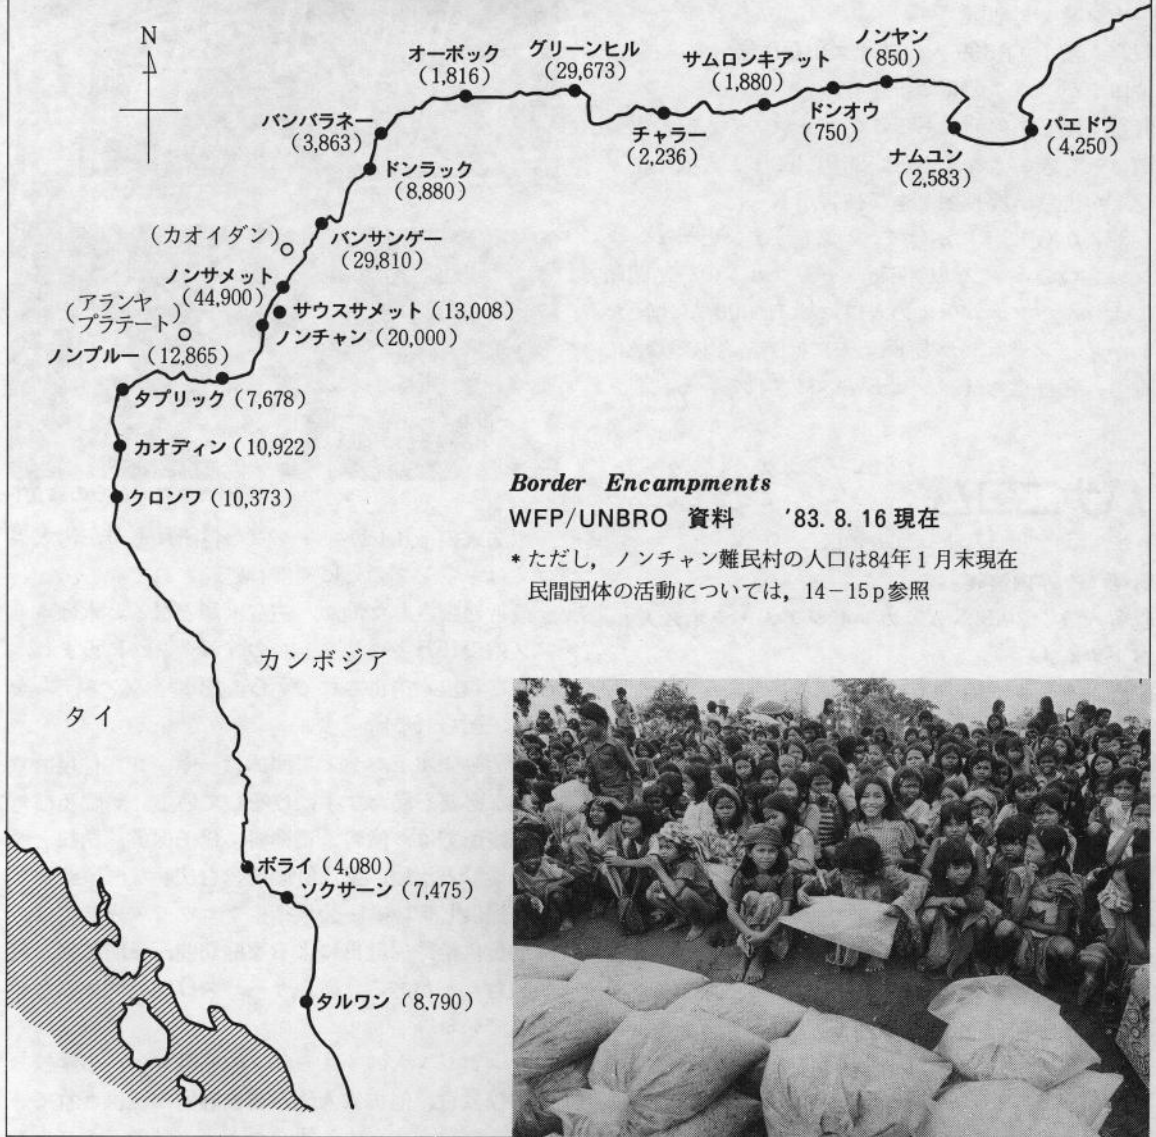 N
オーボック
(1,816)
グリーンヒル
(29,673)
サムロンキアット
(1,880)
ノンヤン
(850)
バンバラネー
(3,863)
チャラー
(2,236)
ドンオウ
(750)
ナムユン
(2,583)
パエドウ
(4,250)
ドンラック
(8,880)
(カオイダン)
バンサンゲー
(29,810)
ノンサメット
(44,900)
サウスサメット (13,008)
(アランヤ
プラテート)
ノンチャン (20,000)
ノンプルー (12,865)
タプリック (7,678)
カオディン (10,922)
クロンワ (10,373)
Border Encampments
WFP/UNBRO 資料 '83. 8. 16 現在
* ただし，ノンチャン難民村の人口は84年1月末現在
民間団体の活動については，14－15p参照
カンボジア
タイ
ボライ (4,080)
ソクサーン (7,475)
タルワン (8.790)